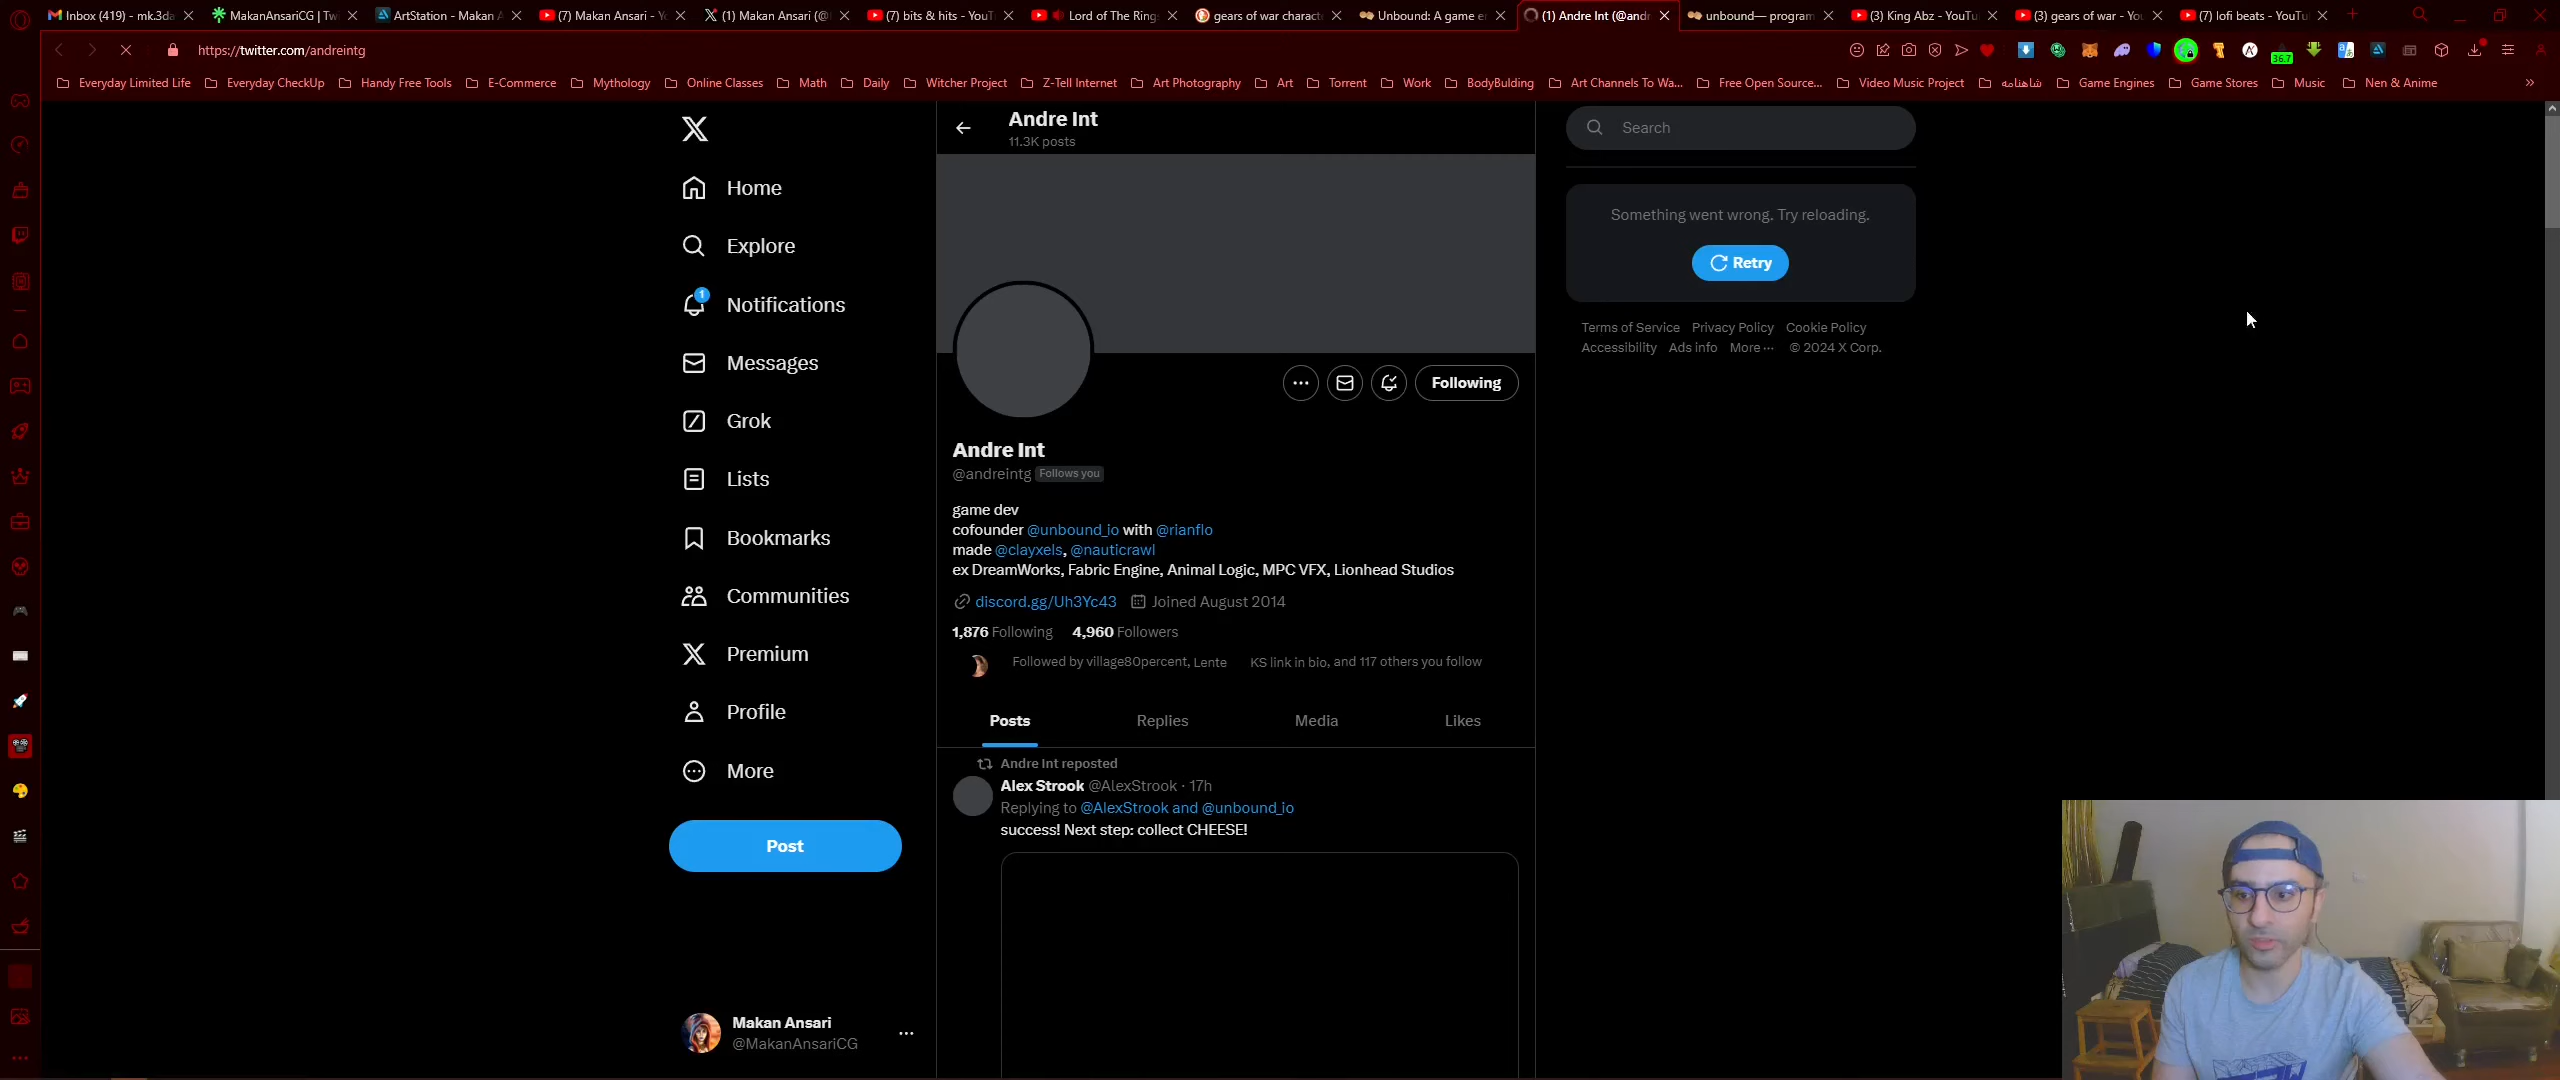 Inbox (419) - mk.3da
MakanAnsariCG | Twi
ArtStation - Makan A
(7) Makan Ansari - Yo
(1) Makan Ansari (@
(7) bits & hits - YouT
Lord of The Ring
gears of war charact
Unbound: A game en
(1) Andre Int (@andr
unbound— program
(3) King Abz - YouTu
(3) gears of war - You
(7) lofi beats - YouTu
https://twitter.com/andreintg
36.7
Everyday Limited Life
Everyday CheckUp
Handy Free Tools
E-Commerce
Mythology
Online Classes
Math
Daily
Witcher Project
Z-Tell Internet
Art Photography
Art
Torrent
Work
BodyBulding
Art Channels To Wa...
Free Open Source...
Video Music Project
شاهنامه
Game Engines
Game Stores
Music
Nen & Anime
»
Home
Explore
1
Notifications
Messages
Grok
Lists
Bookmarks
Communities
Premium
Profile
More
Post
Makan Ansari
@MakanAnsariCG
Andre Int
11.3K posts
Following
Andre Int
@andreintg Follows you
game dev
cofounder @unbound_io with @rianflo
made @clayxels, @nauticrawl
ex DreamWorks, Fabric Engine, Animal Logic, MPC VFX, Lionhead Studios
discord.gg/Uh3Yc43 Joined August 2014
1,876 Following 4,960 Followers
Followed by village80percent, Lente KS link in bio, and 117 others you follow
Posts Replies Media Likes
Andre Int reposted
Alex Strook @AlexStrook · 17h
Replying to @AlexStrook and @unbound_io
success! Next step: collect CHEESE!
Search
Something went wrong. Try reloading.
Retry
Terms of Service Privacy Policy Cookie Policy
Accessibility Ads info More ··· © 2024 X Corp.